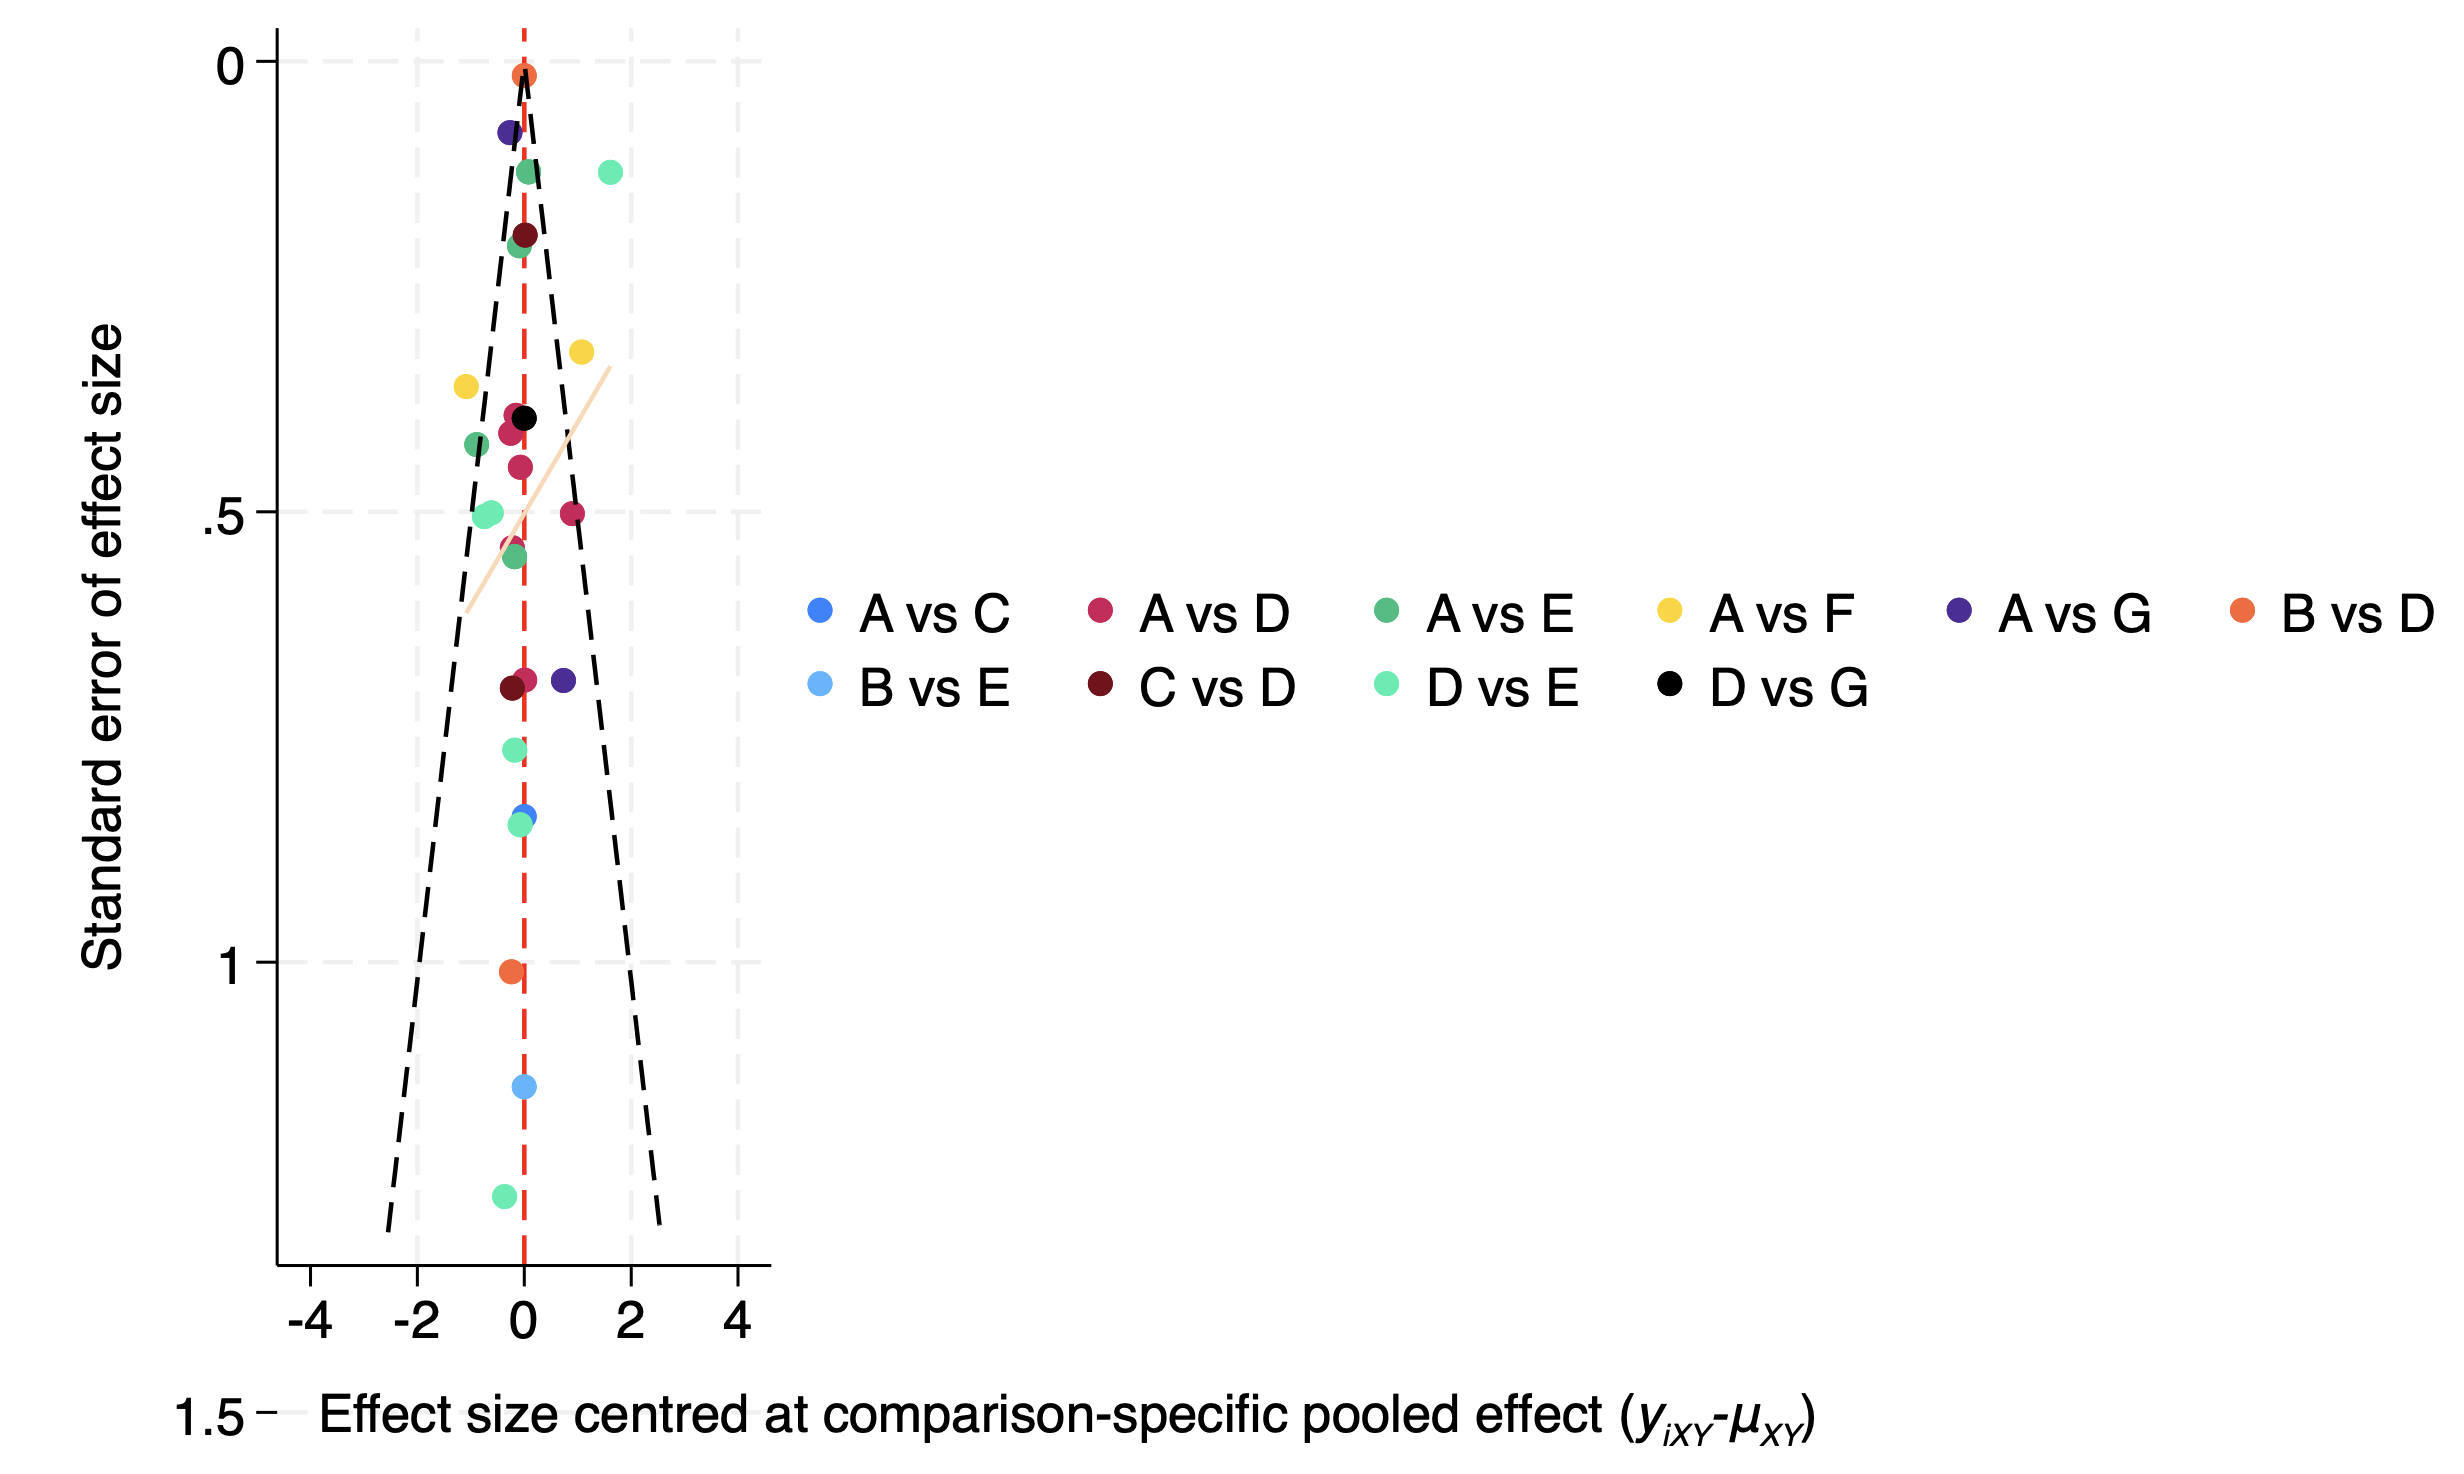 Standard error of effect size
0
.5
1
1.5
-4 -2 0 2 4
Effect size centred at comparison-specific pooled effect (yiXY-μXY)
A vs C A vs D A vs E A vs F A vs G B vs D
B vs E C vs D D vs E D vs G